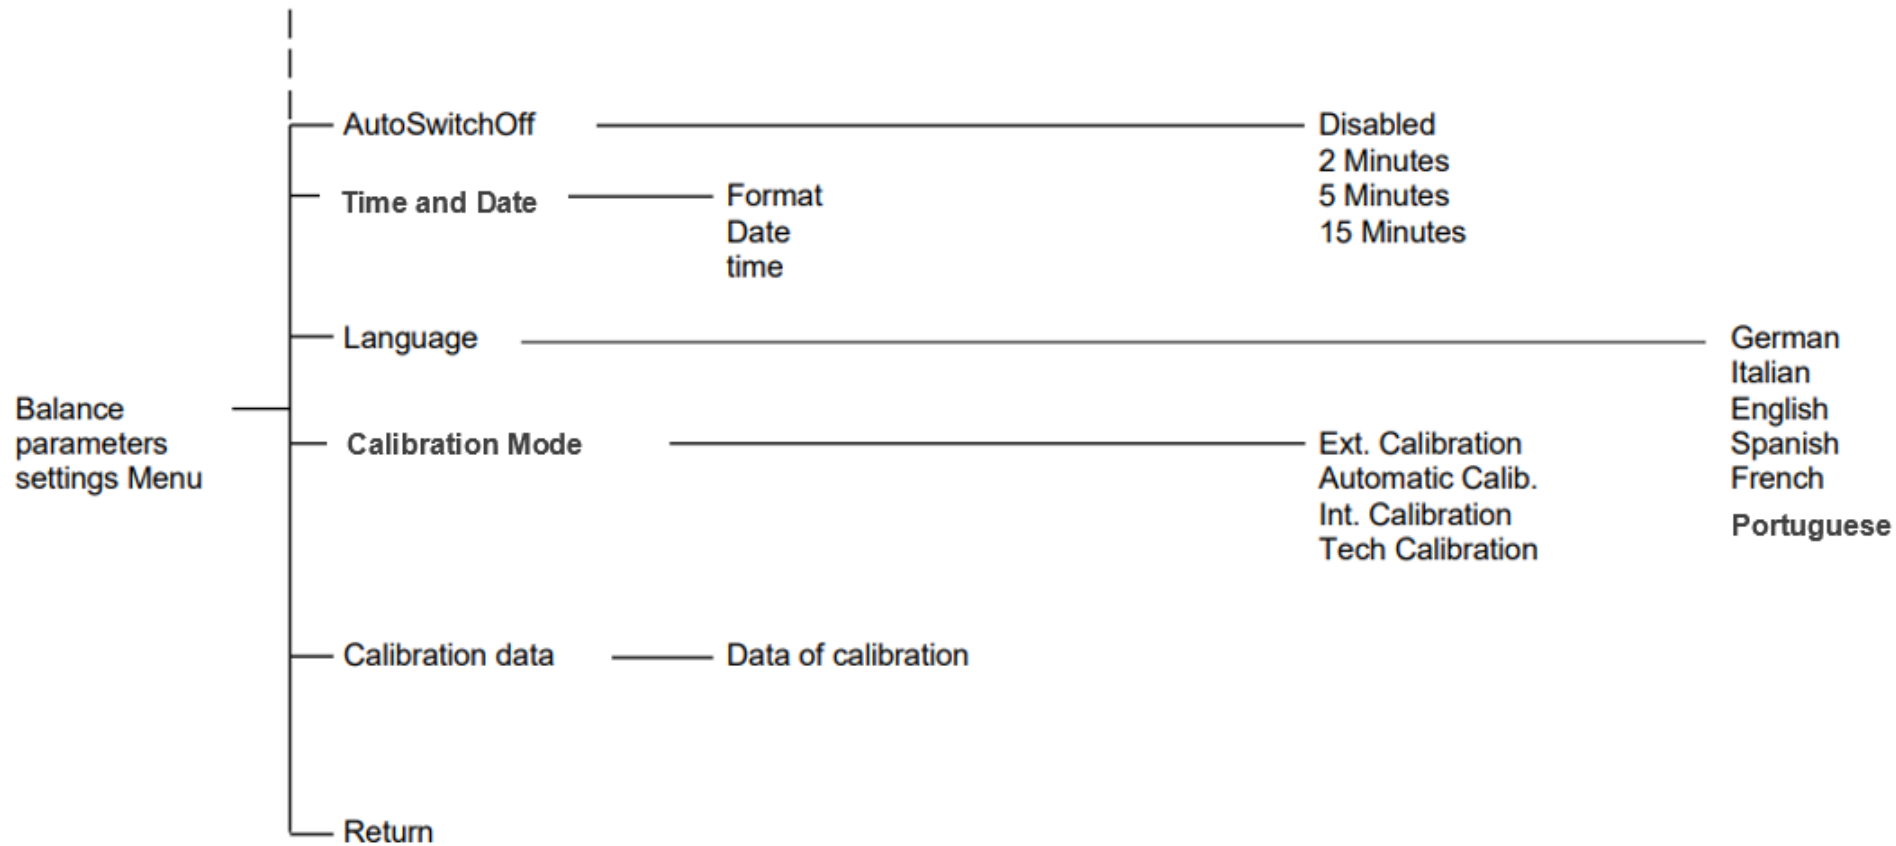 AutoSwitchOff
Disabled
2 Minutes
5 Minutes
15 Minutes
Time and Date
Format
Date
time
Language
German
Italian
English
Spanish
French
Portuguese
Balance
parameters
settings Menu
Calibration Mode
Ext. Calibration
Automatic Calib.
Int. Calibration
Tech Calibration
Calibration data
Data of calibration
Return